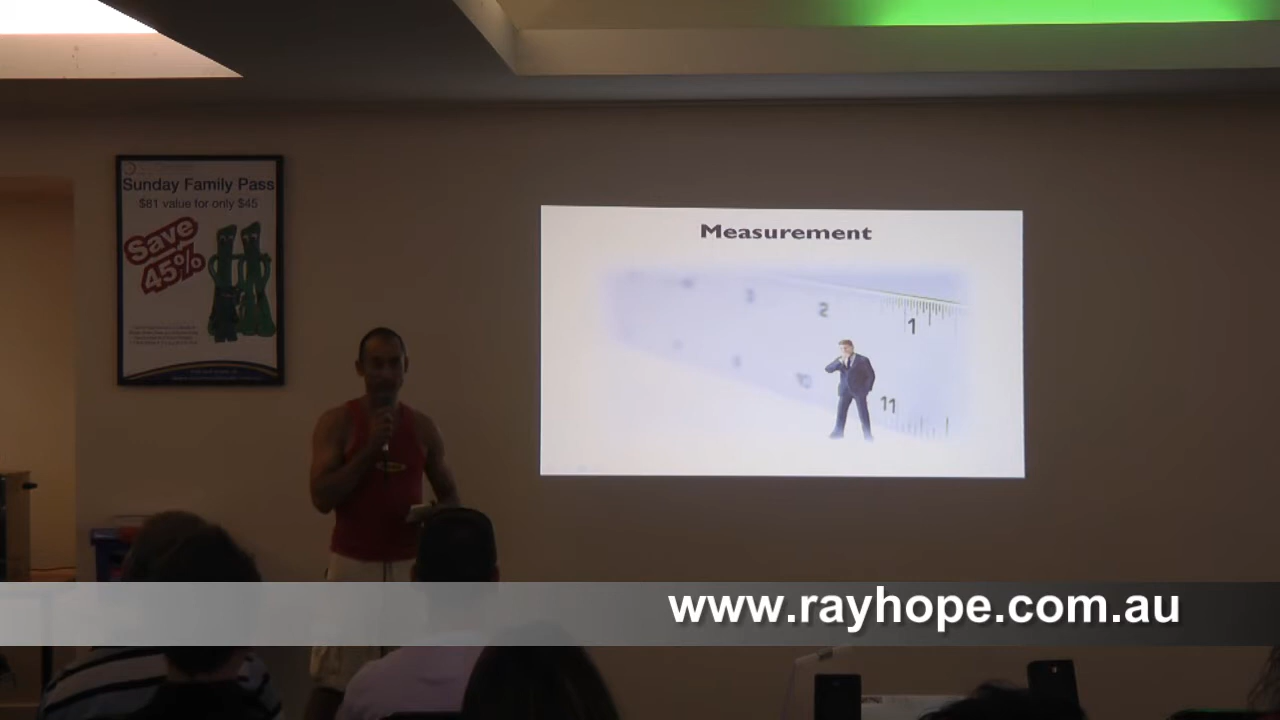 Sunday Family Pass
$81 value for only $45
Save
45%
Measurement
2
1
11
www.rayhope.com.au